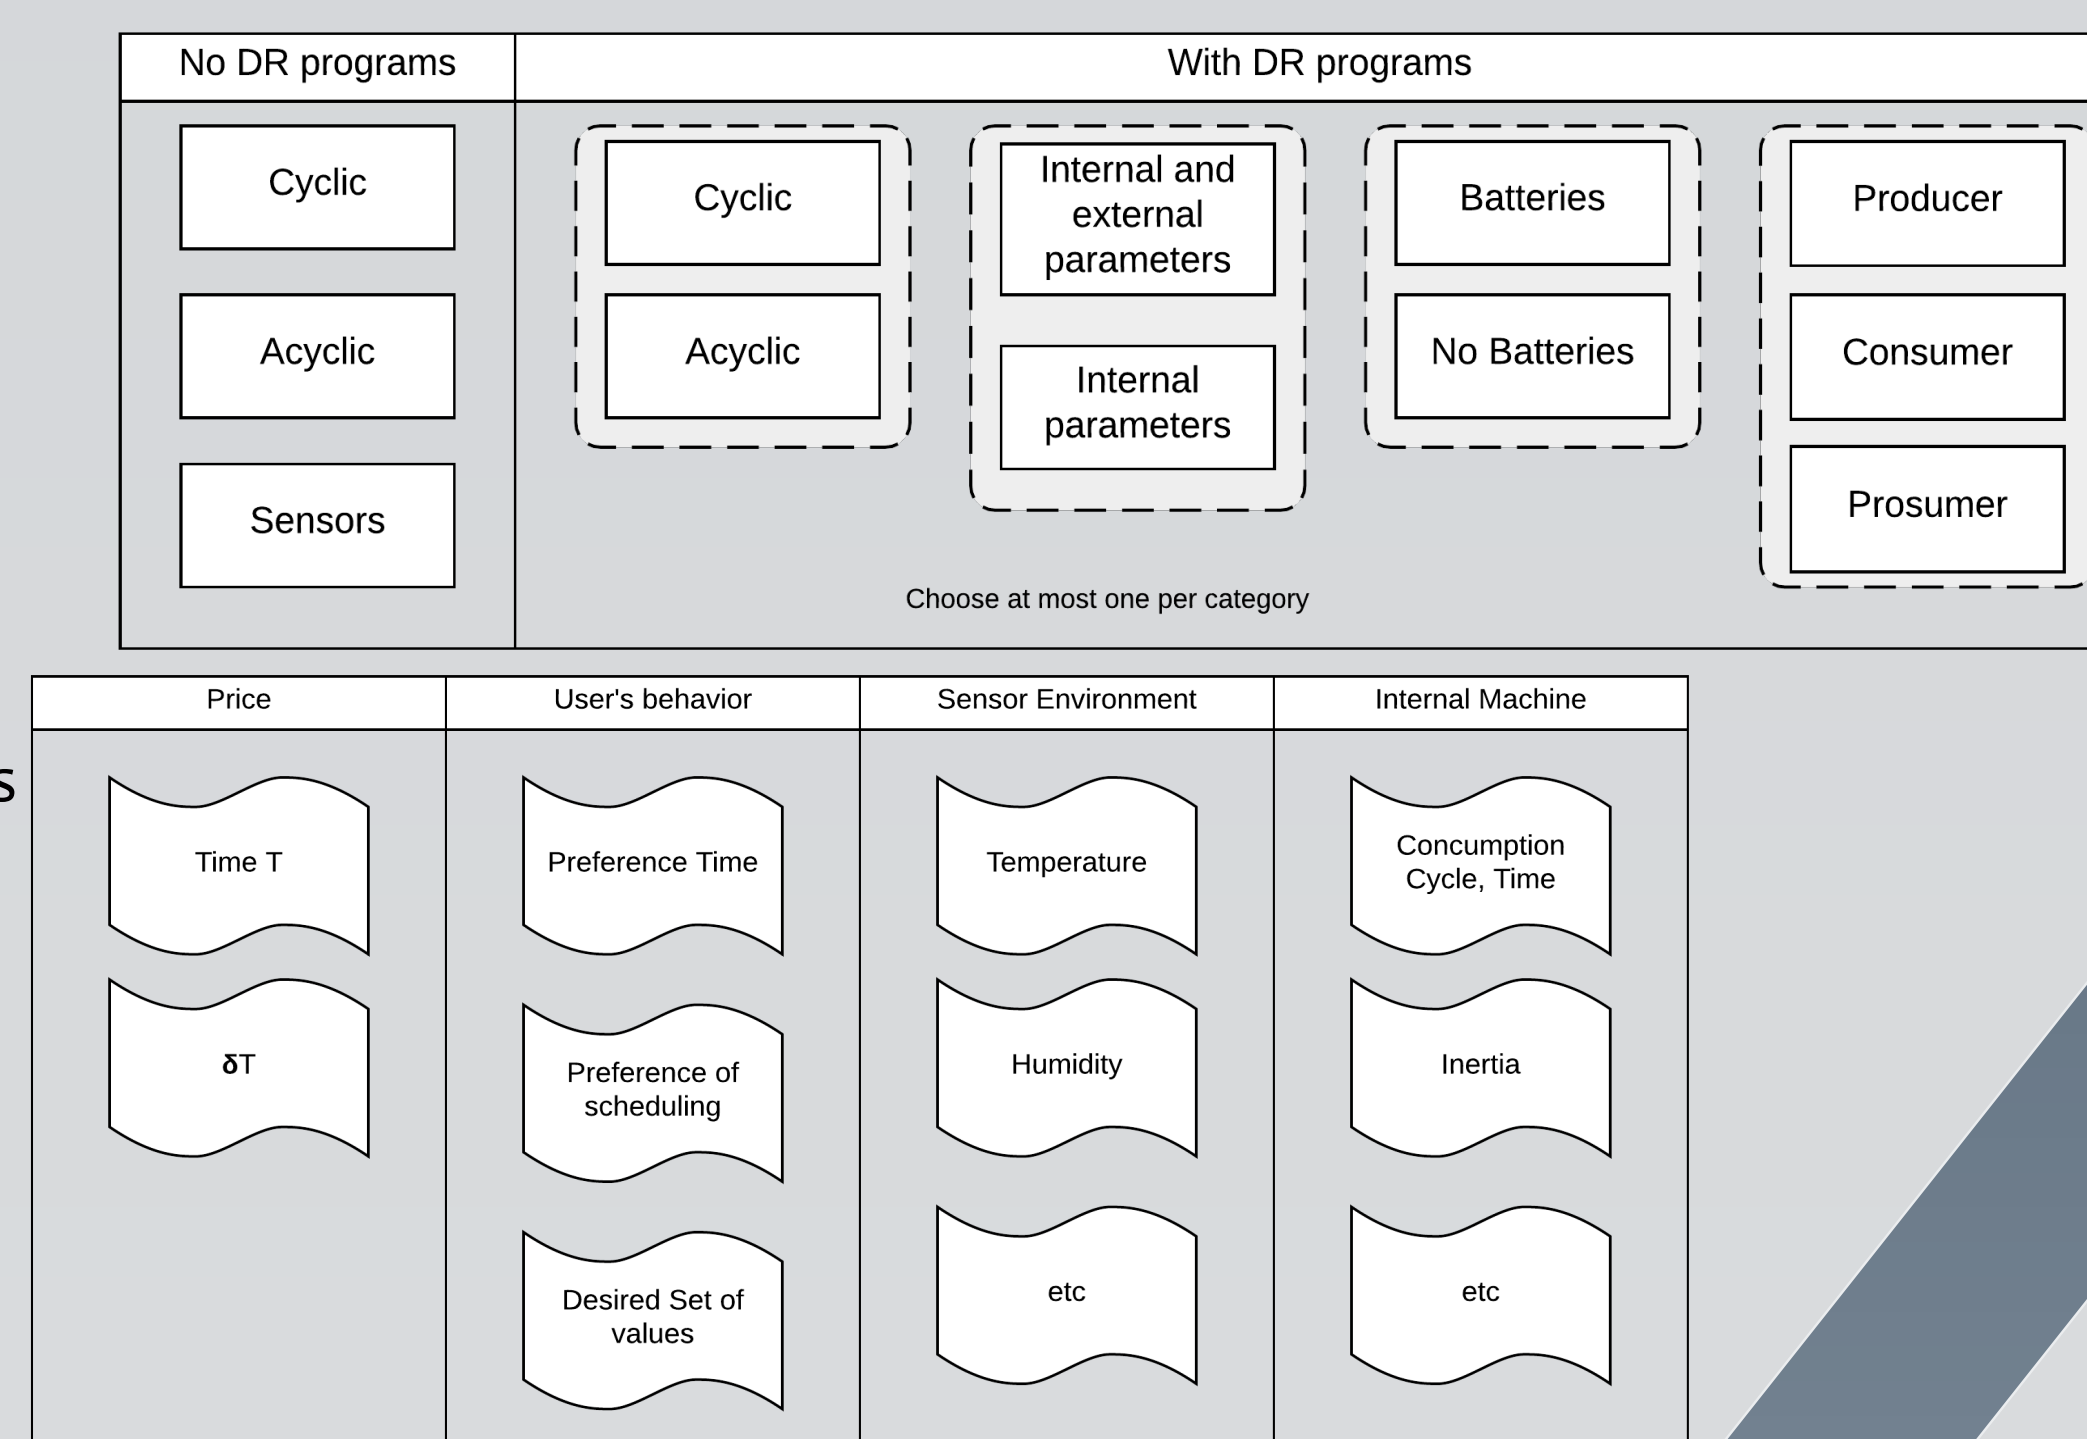 No DR programs
With DR programs
Cyclic
Acyclic
Sensors
Cyclic
Acyclic
Internal and
external
parameters
Internal
parameters
Batteries
No Batteries
Producer
Consumer
Prosumer
Choose at most one per category
s
Price
User's behavior
Sensor Environment
Internal Machine
Time T
δT
Preference Time
Preference of
scheduling
Desired Set of
values
Temperature
Humidity
etc
Concumption
Cycle, Time
Inertia
etc